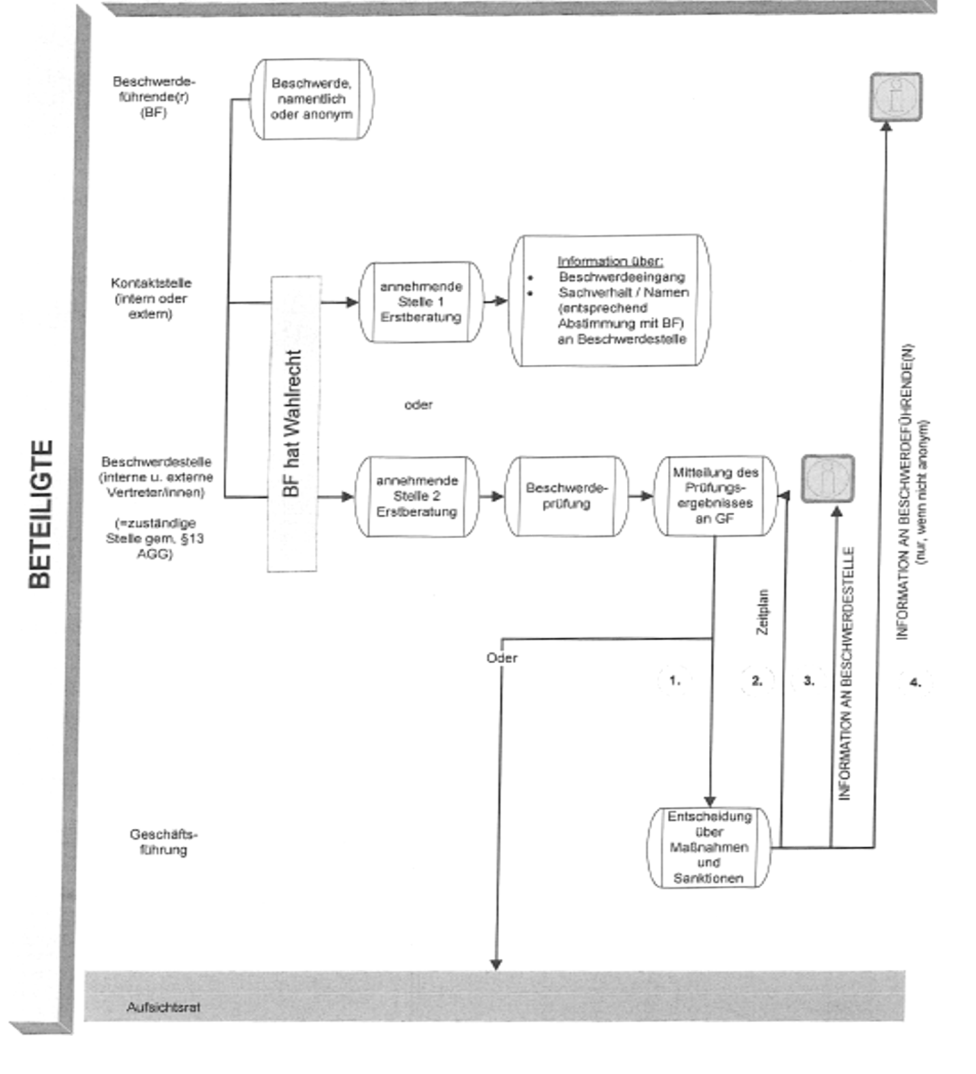 Beschwerde-
führende(r)
(BF)
Beschwerde,
namentlich
oder anonym
Kontaktstelle
(intern oder
extern)
annehmende
Stelle 1
Erstberatung
Information über:
• Beschwerdeeingang
• Sachverhalt / Namen
(entsprechend
Abstimmung mit BF)
an Beschwerdestelle
BF hat Wahlrecht
oder
Beschwerdestelle
(interne u. externe
Vertreter/innen)
(=zuständige
Stelle gem. §13
AGG)
annehmende
Stelle 2
Erstberatung
Beschwerde-
prüfung
Mitteilung des
Prüfungs-
ergebnisses
an GF
i
i
BETEILIGTE
Oder
1.
2.
Zeitplan
3.
INFORMATION AN BESCHWERDESTELLE
4.
INFORMATION AN BESCHWERDEFÜHRENDE(N)
(nur, wenn nicht anonym)
Geschäfts-
führung
Entscheidung
über
Maßnahmen
und
Sanktionen
Aufsichtsrat